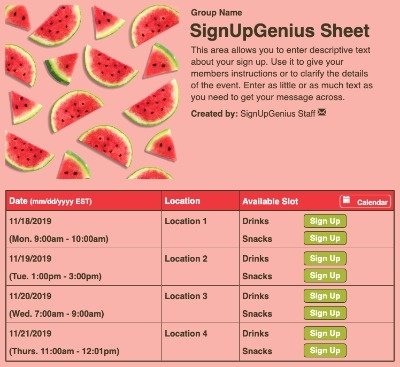 Group Name
SignUpGenius Sheet
This area allows you to enter descriptive text
about your sign up. Use it to give your
members instructions or to clarify the details
of the event. Enter as little or as much text as
you need to get your message across.
Created by: SignUpGenius Staff
Date (mm/dd/yyyy EST) Location Available Slot Calendar
11/18/2019 Location 1 Drinks Sign Up
(Mon. 9:00am - 10:00am) Snacks Sign Up
11/19/2019 Location 2 Drinks Sign Up
(Tue. 1:00pm - 3:00pm) Snacks Sign Up
11/20/2019 Location 3 Drinks Sign Up
(Wed. 7:00am - 9:00am) Snacks Sign Up
11/21/2019 Location 4 Drinks Sign Up
(Thurs. 11:00am - 12:01pm) Snacks Sign Up